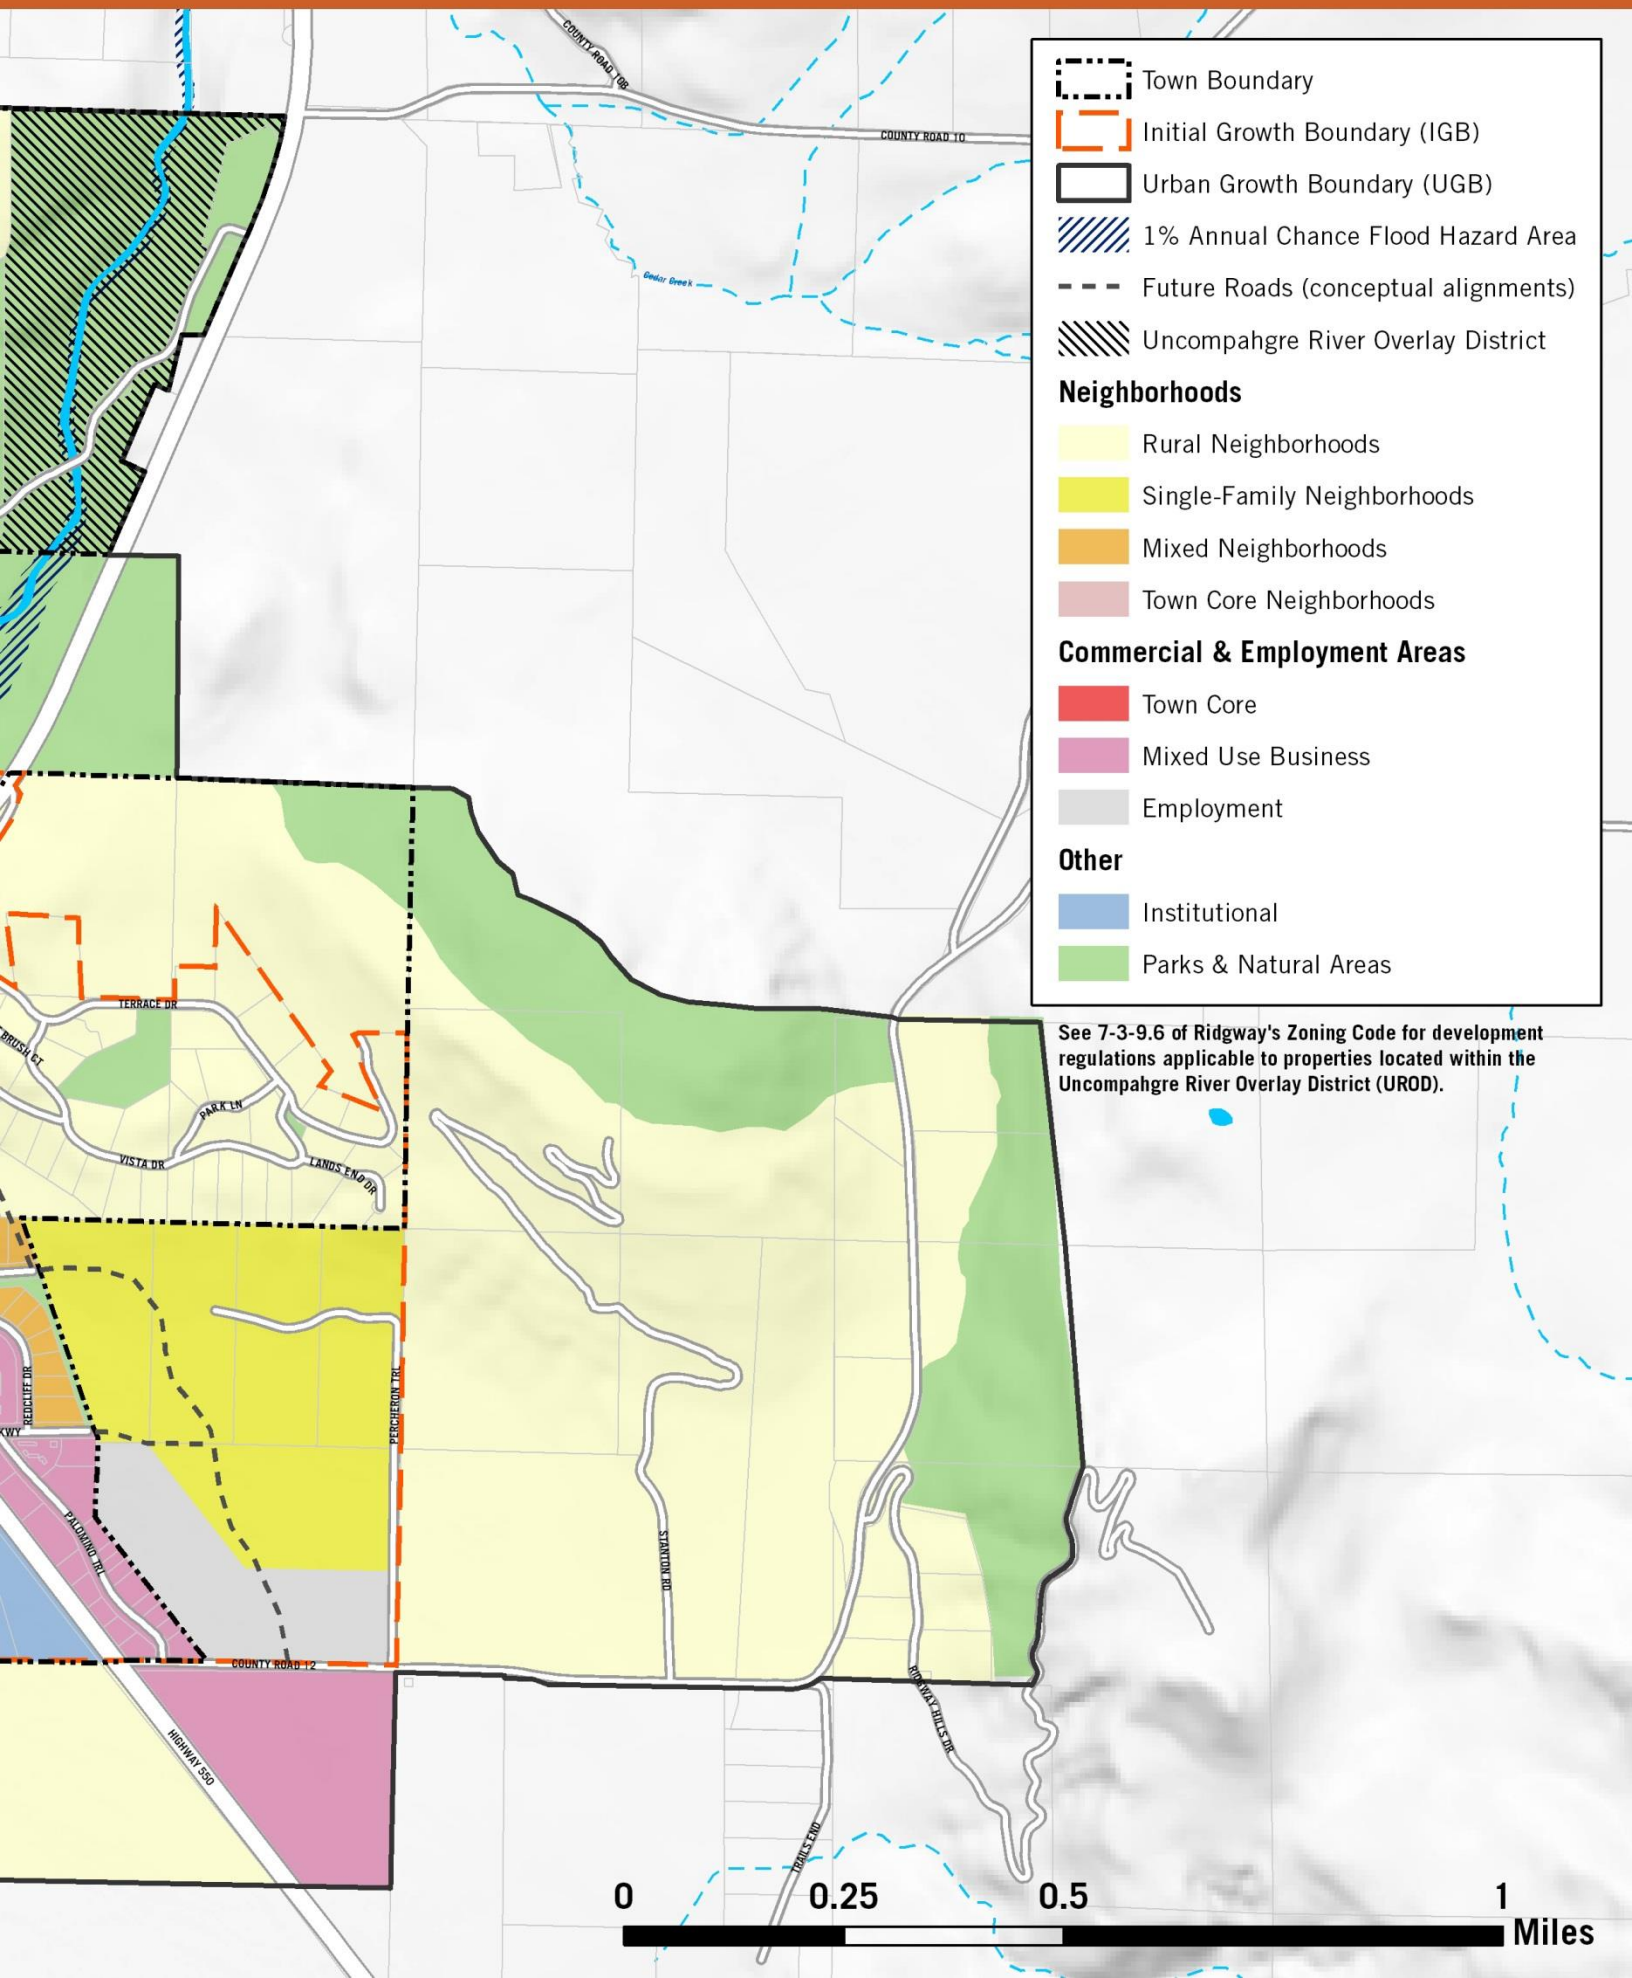 COUNTY ROAD 10B
COUNTY ROAD 10
Cedar Creek
Town Boundary
Initial Growth Boundary (IGB)
Urban Growth Boundary (UGB)
1% Annual Chance Flood Hazard Area
Future Roads (conceptual alignments)
Uncompahgre River Overlay District
Neighborhoods
Rural Neighborhoods
Single-Family Neighborhoods
Mixed Neighborhoods
Town Core Neighborhoods
Commercial & Employment Areas
Town Core
Mixed Use Business
Employment
Other
Institutional
Parks & Natural Areas
See 7-3-9.6 of Ridgway's Zoning Code for development
regulations applicable to properties located within the
Uncompahgre River Overlay District (UROD).
TERRACE DR
BRUSH CT
PARK LN
VISTA DR
LANDS END DR
REDCLIFF DR
PERCHERON TRL
KWY
PALOMINO TRL
STANTON RD
COUNTY ROAD 12
RIDGWAY HILLS DR
HIGHWAY 550
TRAILS END
0 0.25 0.5 1
Miles